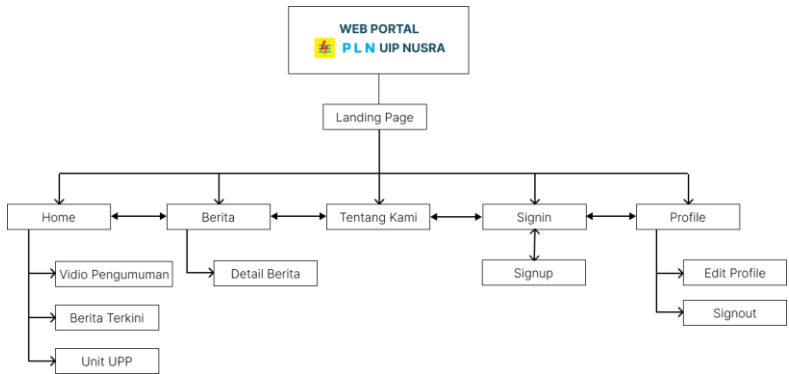 WEB PORTAL
PLN UIP NUSRA
Landing Page
Home
Berita
Tentang Kami
Signin
Profile
Vidio Pengumuman
Detail Berita
Signup
Edit Profile
Berita Terkini
Signout
Unit UPP